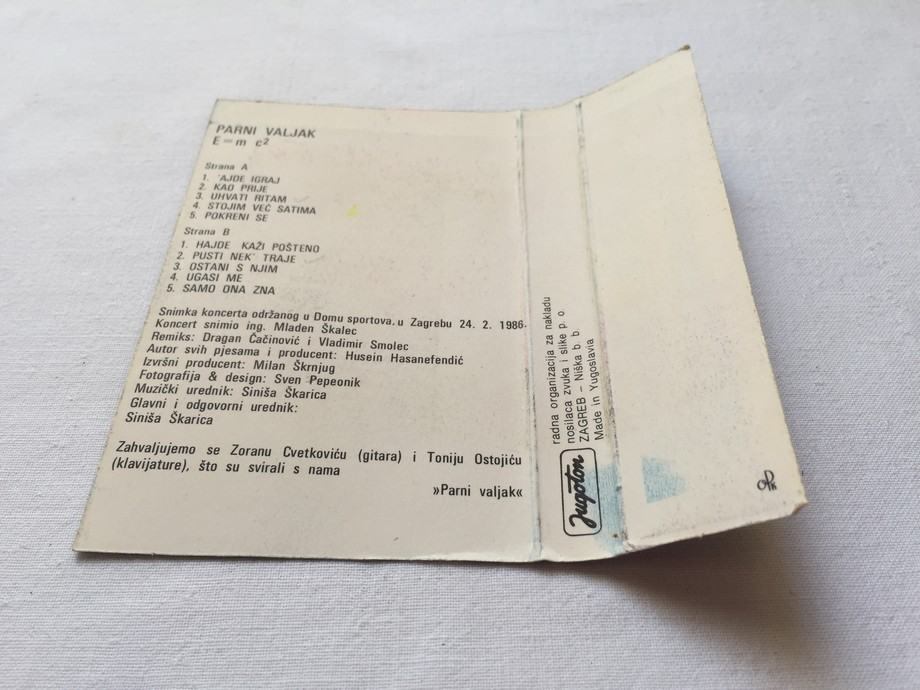 PARNI VALJAK
E=m c²
Strana A
1. 'AJDE IGRAJ
2. KAO PRIJE
3. UHVATI RITAM
4. STOJIM VEĆ SATIMA
5. POKRENI SE
Strana B
1. HAJDE KAŽI POŠTENO
2. PUSTI NEK' TRAJE
3. OSTANI S NJIM
4. UGASI ME
5. SAMO ONA ZNA
Snimka koncerta održanog u Domu sportova, u Zagrebu 24. 2. 1986.
Koncert snimio ing. Mladen Škalec
Remiks: Dragan Čačinović i Vladimir Smolec
Autor svih pjesama i producent: Husein Hasanefendić
Izvršni producent: Milan Škrnjug
Fotografija & design: Sven Pepeonik
Muzički urednik: Siniša Škarica
Glavni i odgovorni urednik:
Siniša Škarica
Zahvaljujemo se Zoranu Cvetkoviću (gitara) i Toniju Ostojiću
(klavijature), što su svirali s nama
»Parni valjak«
Jugoton
radna organizacija za nakladu
nosilaca zvuka i slike p. o.
ZAGREB – Niška b. b.
Made in Yugoslavia